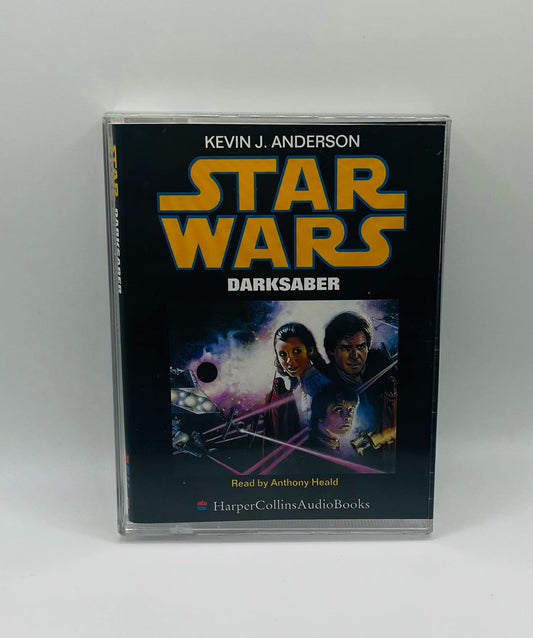 KEVIN J. ANDERSON
STAR
WARS
DARKSABER
Read by Anthony Heald
HarperCollinsAudioBooks
STAR DARKSABER